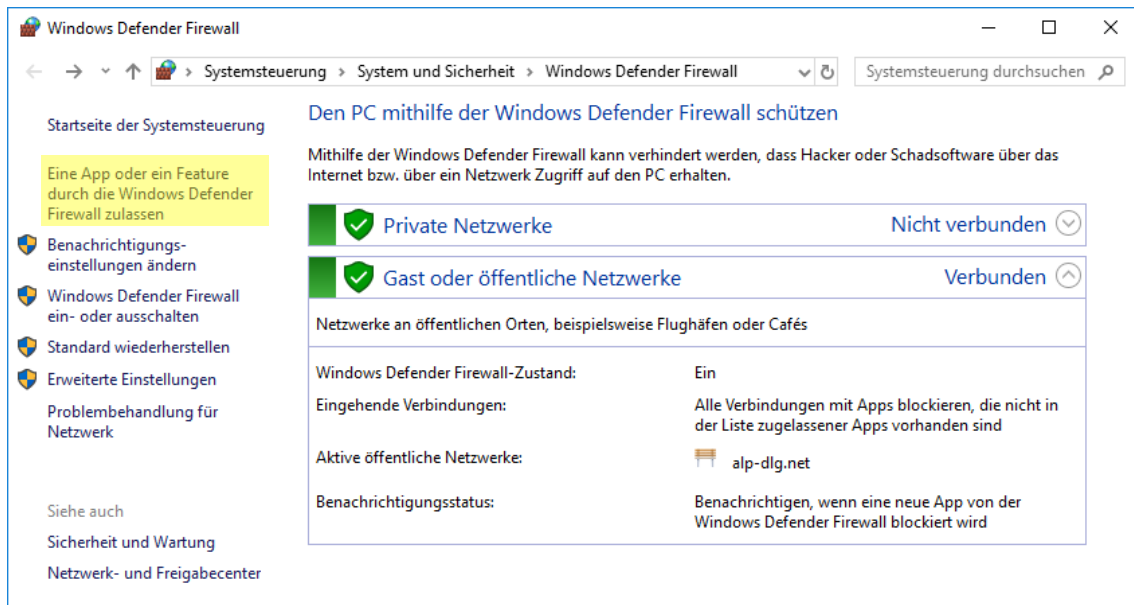 Windows Defender Firewall
Systemsteuerung > System und Sicherheit > Windows Defender Firewall
Systemsteuerung durchsuchen
Startseite der Systemsteuerung
Eine App oder ein Feature
durch die Windows Defender
Firewall zulassen
Benachrichtigungs-
einstellungen ändern
Windows Defender Firewall
ein- oder ausschalten
Standard wiederherstellen
Erweiterte Einstellungen
Problembehandlung für
Netzwerk
Siehe auch
Sicherheit und Wartung
Netzwerk- und Freigabecenter
Den PC mithilfe der Windows Defender Firewall schützen
Mithilfe der Windows Defender Firewall kann verhindert werden, dass Hacker oder Schadsoftware über das
Internet bzw. über ein Netzwerk Zugriff auf den PC erhalten.
Private Netzwerke Nicht verbunden
Gast oder öffentliche Netzwerke Verbunden
Netzwerke an öffentlichen Orten, beispielsweise Flughäfen oder Cafés
Windows Defender Firewall-Zustand: Ein
Eingehende Verbindungen: Alle Verbindungen mit Apps blockieren, die nicht in
der Liste zugelassener Apps vorhanden sind
Aktive öffentliche Netzwerke: alp-dlg.net
Benachrichtigungsstatus: Benachrichtigen, wenn eine neue App von der
Windows Defender Firewall blockiert wird